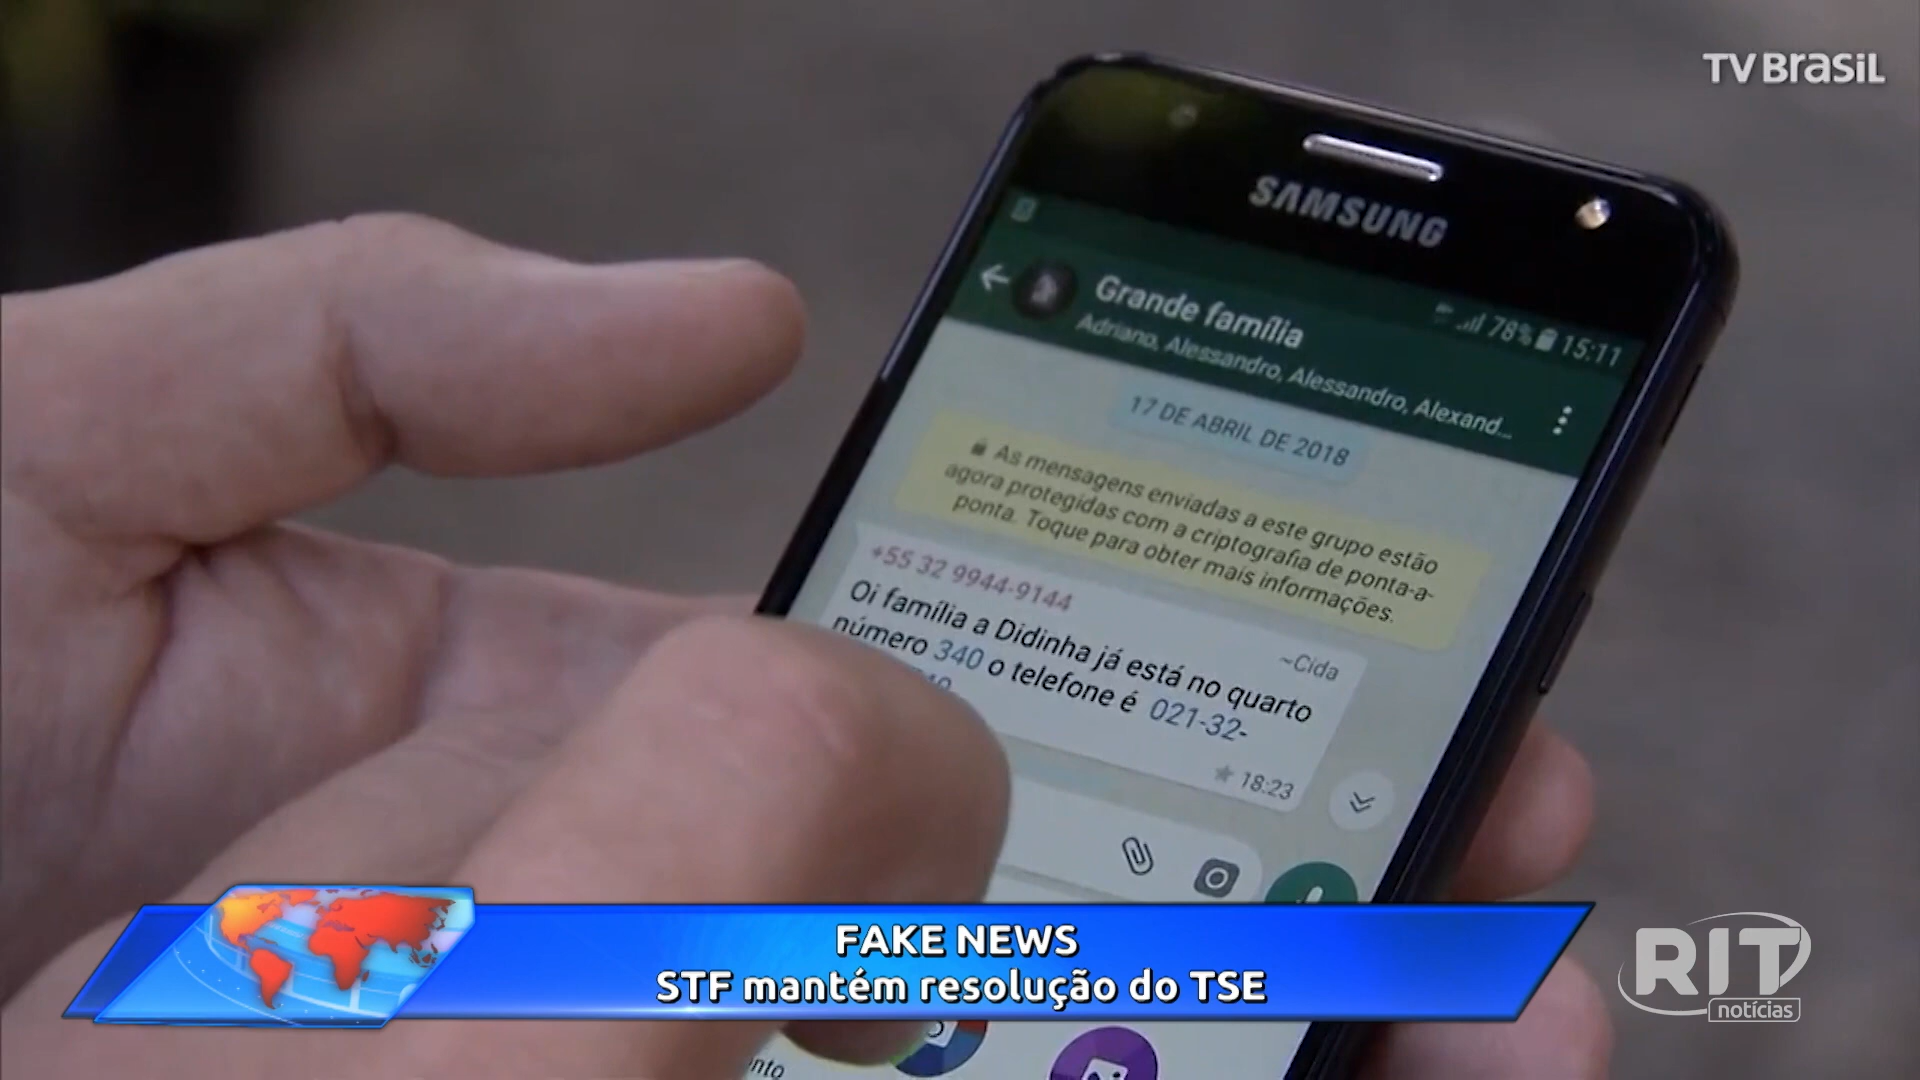 TV BRASIL
SAMSUNG
78% 15:11
Grande família
Adriano, Alessandro, Alessandro, Alexand...
17 DE ABRIL DE 2018
As mensagens enviadas a este grupo estão
agora protegidas com a criptografia de ponta-a-
ponta. Toque para obter mais informações.
+55 32 9944-9144
~Cida
Oi família a Didinha já está no quarto
número 340 o telefone é 021-32-
18:23
FAKE NEWS
STF mantém resolução do TSE
RIT
notícias